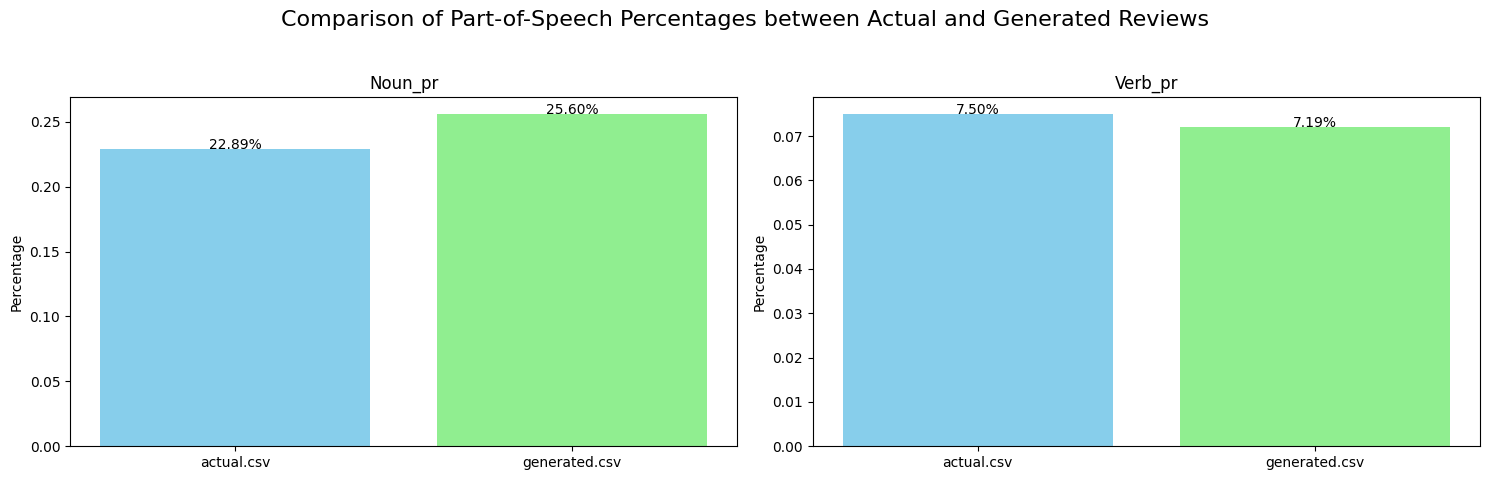 Comparison of Part-of-Speech Percentages between Actual and Generated Reviews
Noun_pr
Percentage
0.25
0.20
0.15
0.10
0.05
0.00
22.89%
25.60%
actual.csv
generated.csv
Verb_pr
Percentage
0.07
0.06
0.05
0.04
0.03
0.02
0.01
0.00
7.50%
7.19%
actual.csv
generated.csv